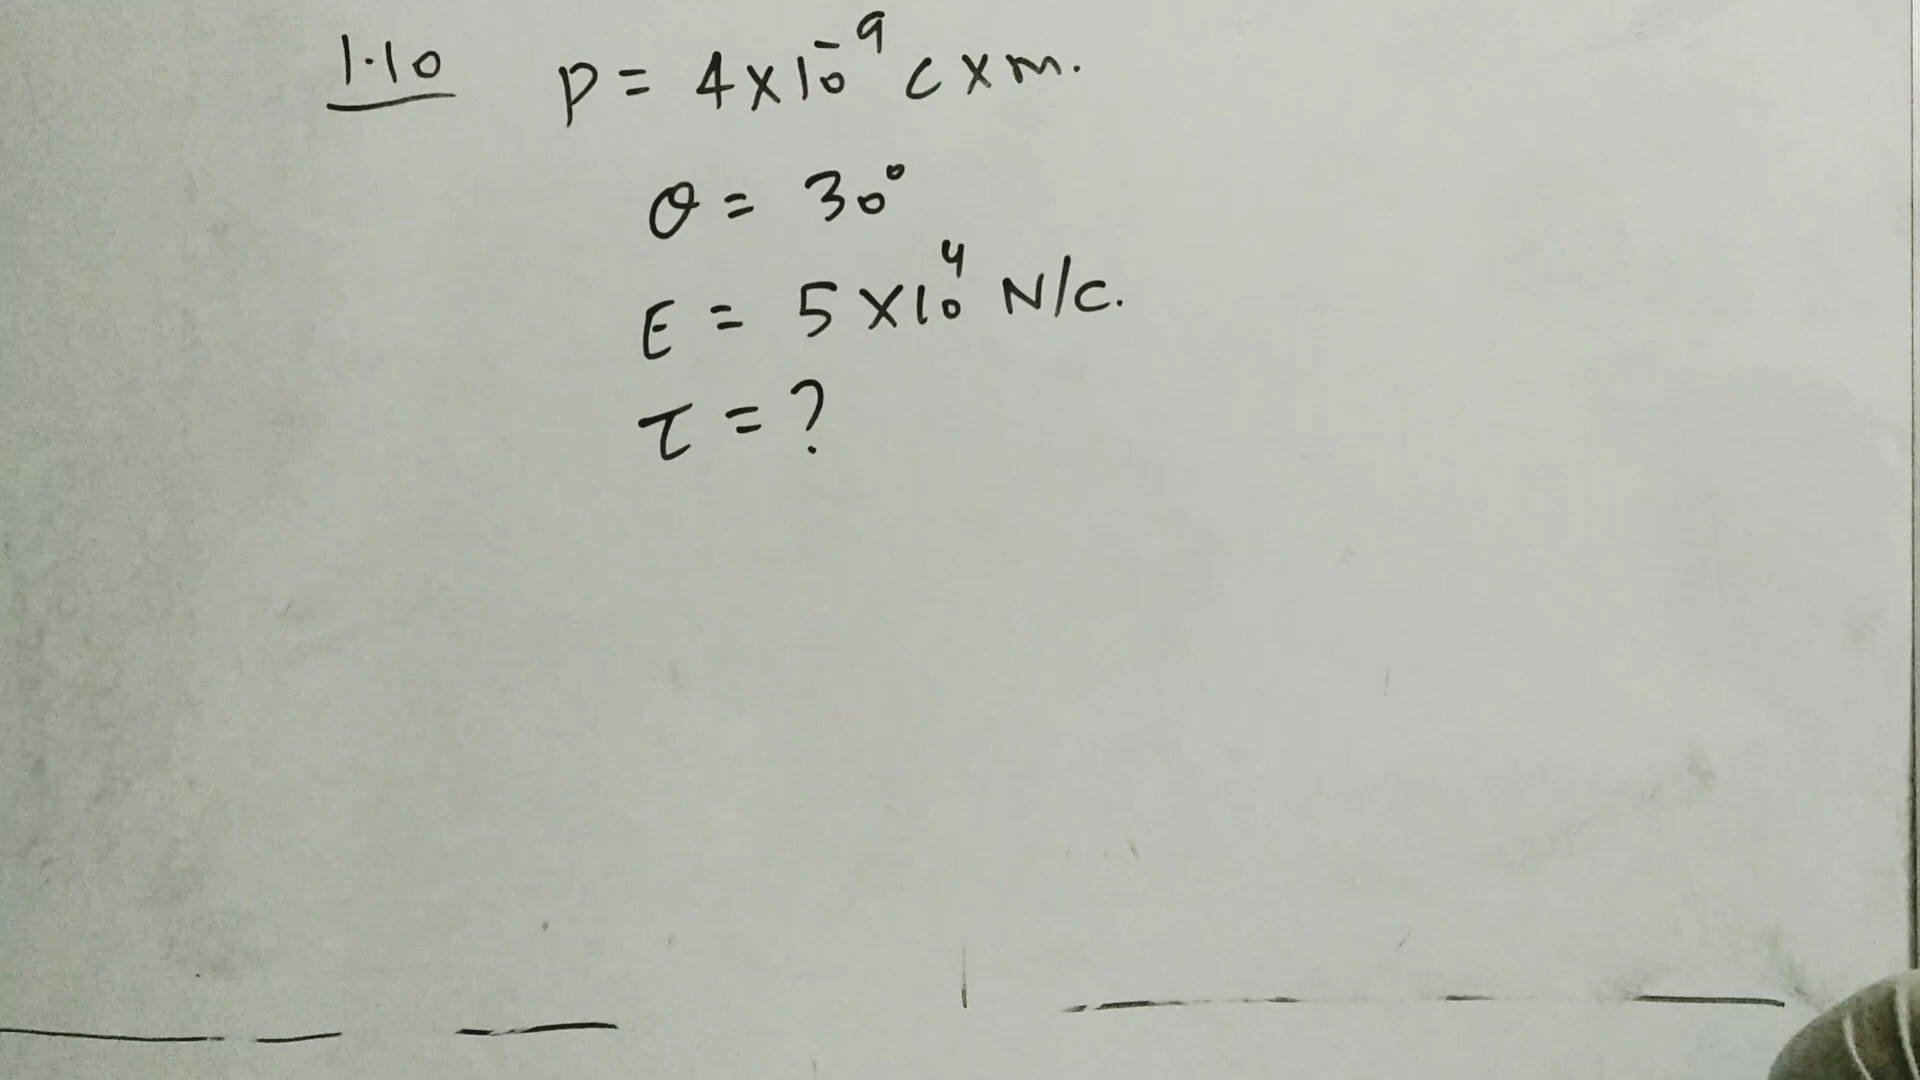 1.10 p = 4×10⁻⁹ C × m.
θ = 30°
E = 5×10⁴ N/C.
τ = ?